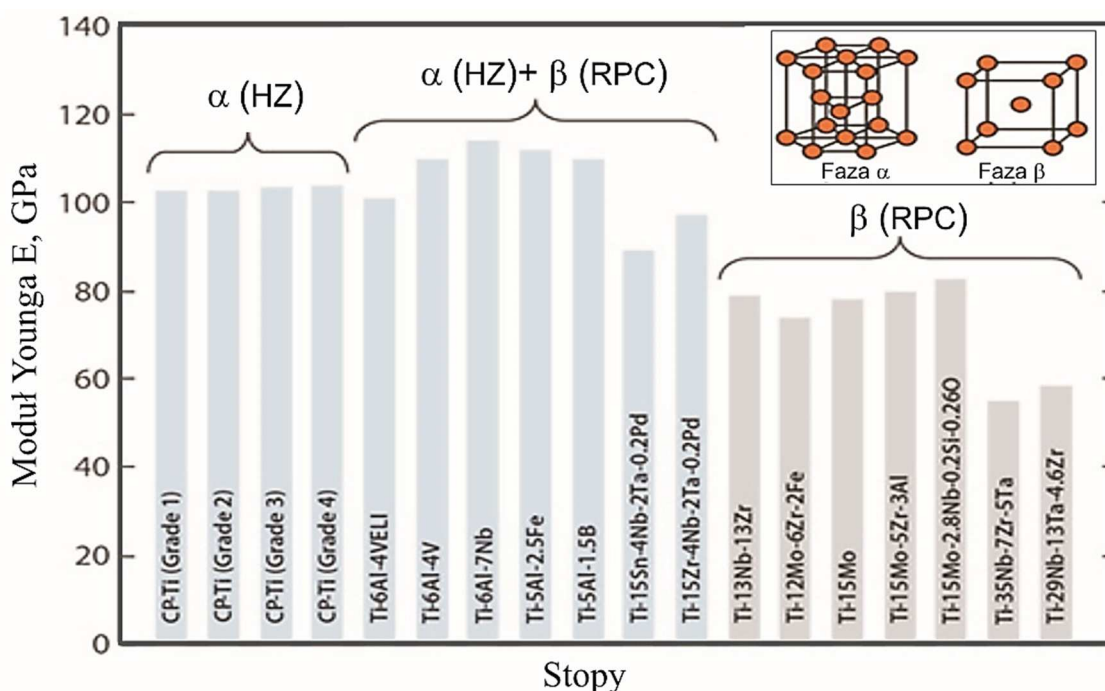 140
120
100
80
60
40
20
0
Moduł Younga E, GPa
α (HZ)
α (HZ)+ β (RPC)
β (RPC)
Faza α
Faza β
CP-Ti (Grade 1)
CP-Ti (Grade 2)
CP-Ti (Grade 3)
CP-Ti (Grade 4)
Ti-6Al-4VELI
Ti-6Al-4V
Ti-6Al-7Nb
Ti-5Al-2.5Fe
Ti-5Al-1.5B
Ti-15Sn-4Nb-2Ta-0.2Pd
Ti-15Zr-4Nb-2Ta-0.2Pd
Ti-13Nb-13Zr
Ti-12Mo-6Zr-2Fe
Ti-15Mo
Ti-15Mo-5Zr-3Al
Ti-15Mo-2.8Nb-0.2Si-0.26O
Ti-35Nb-7Zr-5Ta
Ti-29Nb-13Ta-4.6Zr
Stopy